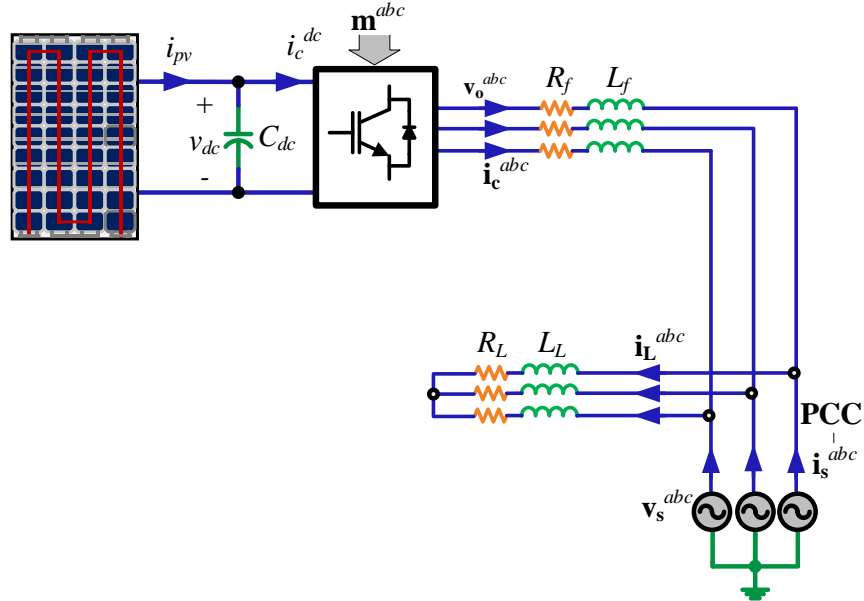 m^abc
i_pv
i_c^dc
+
v_dc
C_dc
-
v_o^abc
R_f
L_f
i_c^abc
R_L
L_L
i_L^abc
PCC
i_s^abc
v_s^abc